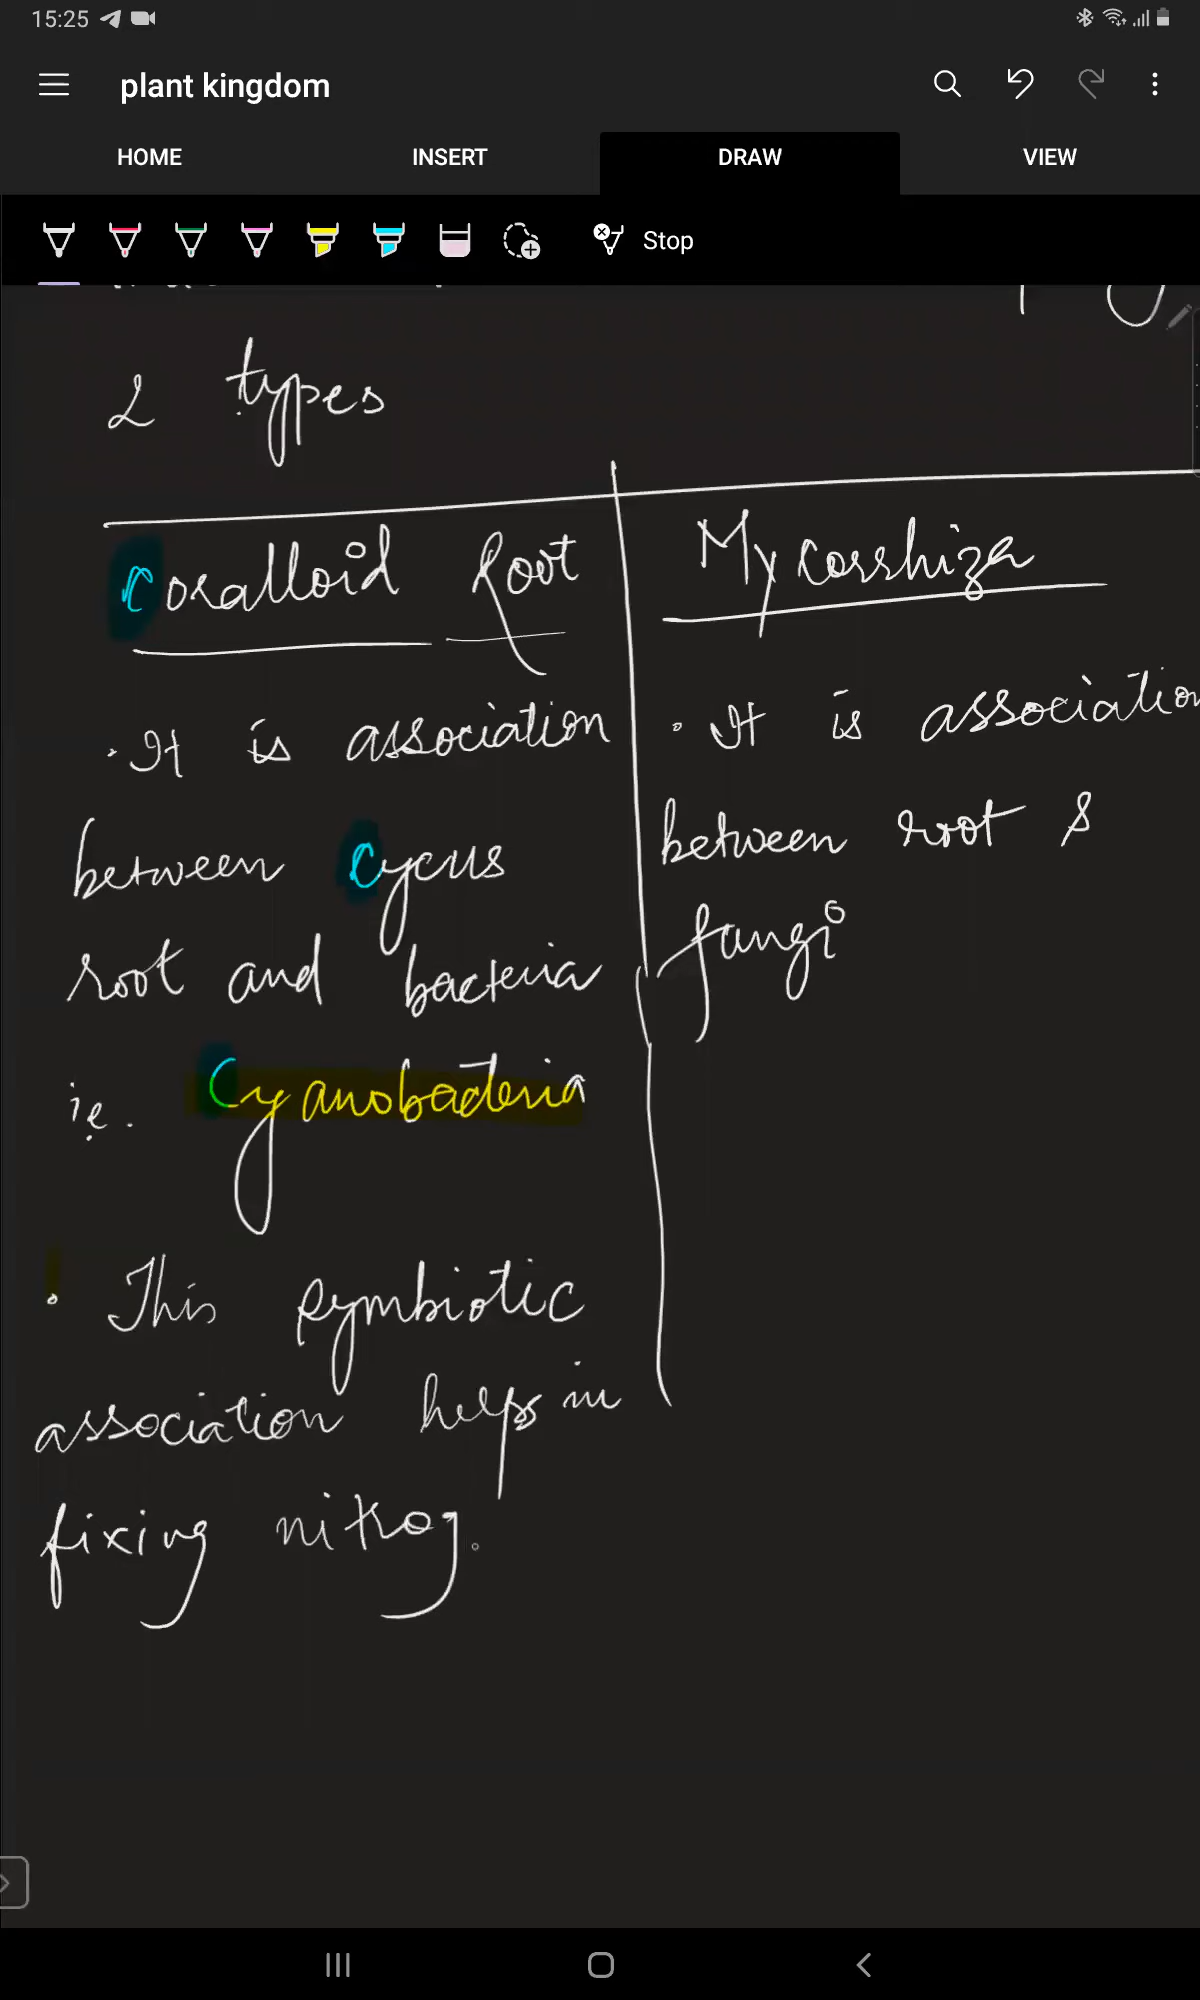 15:25
plant kingdom
HOME INSERT DRAW VIEW
Stop
2 types
Coralloid Root
Mycorrhiza
· It is association
between Cycus
root and bacteria
ie. Cyanobacteria
· This symbiotic
association helps in
fixing nitrog.
· It is association
between root &
fungi